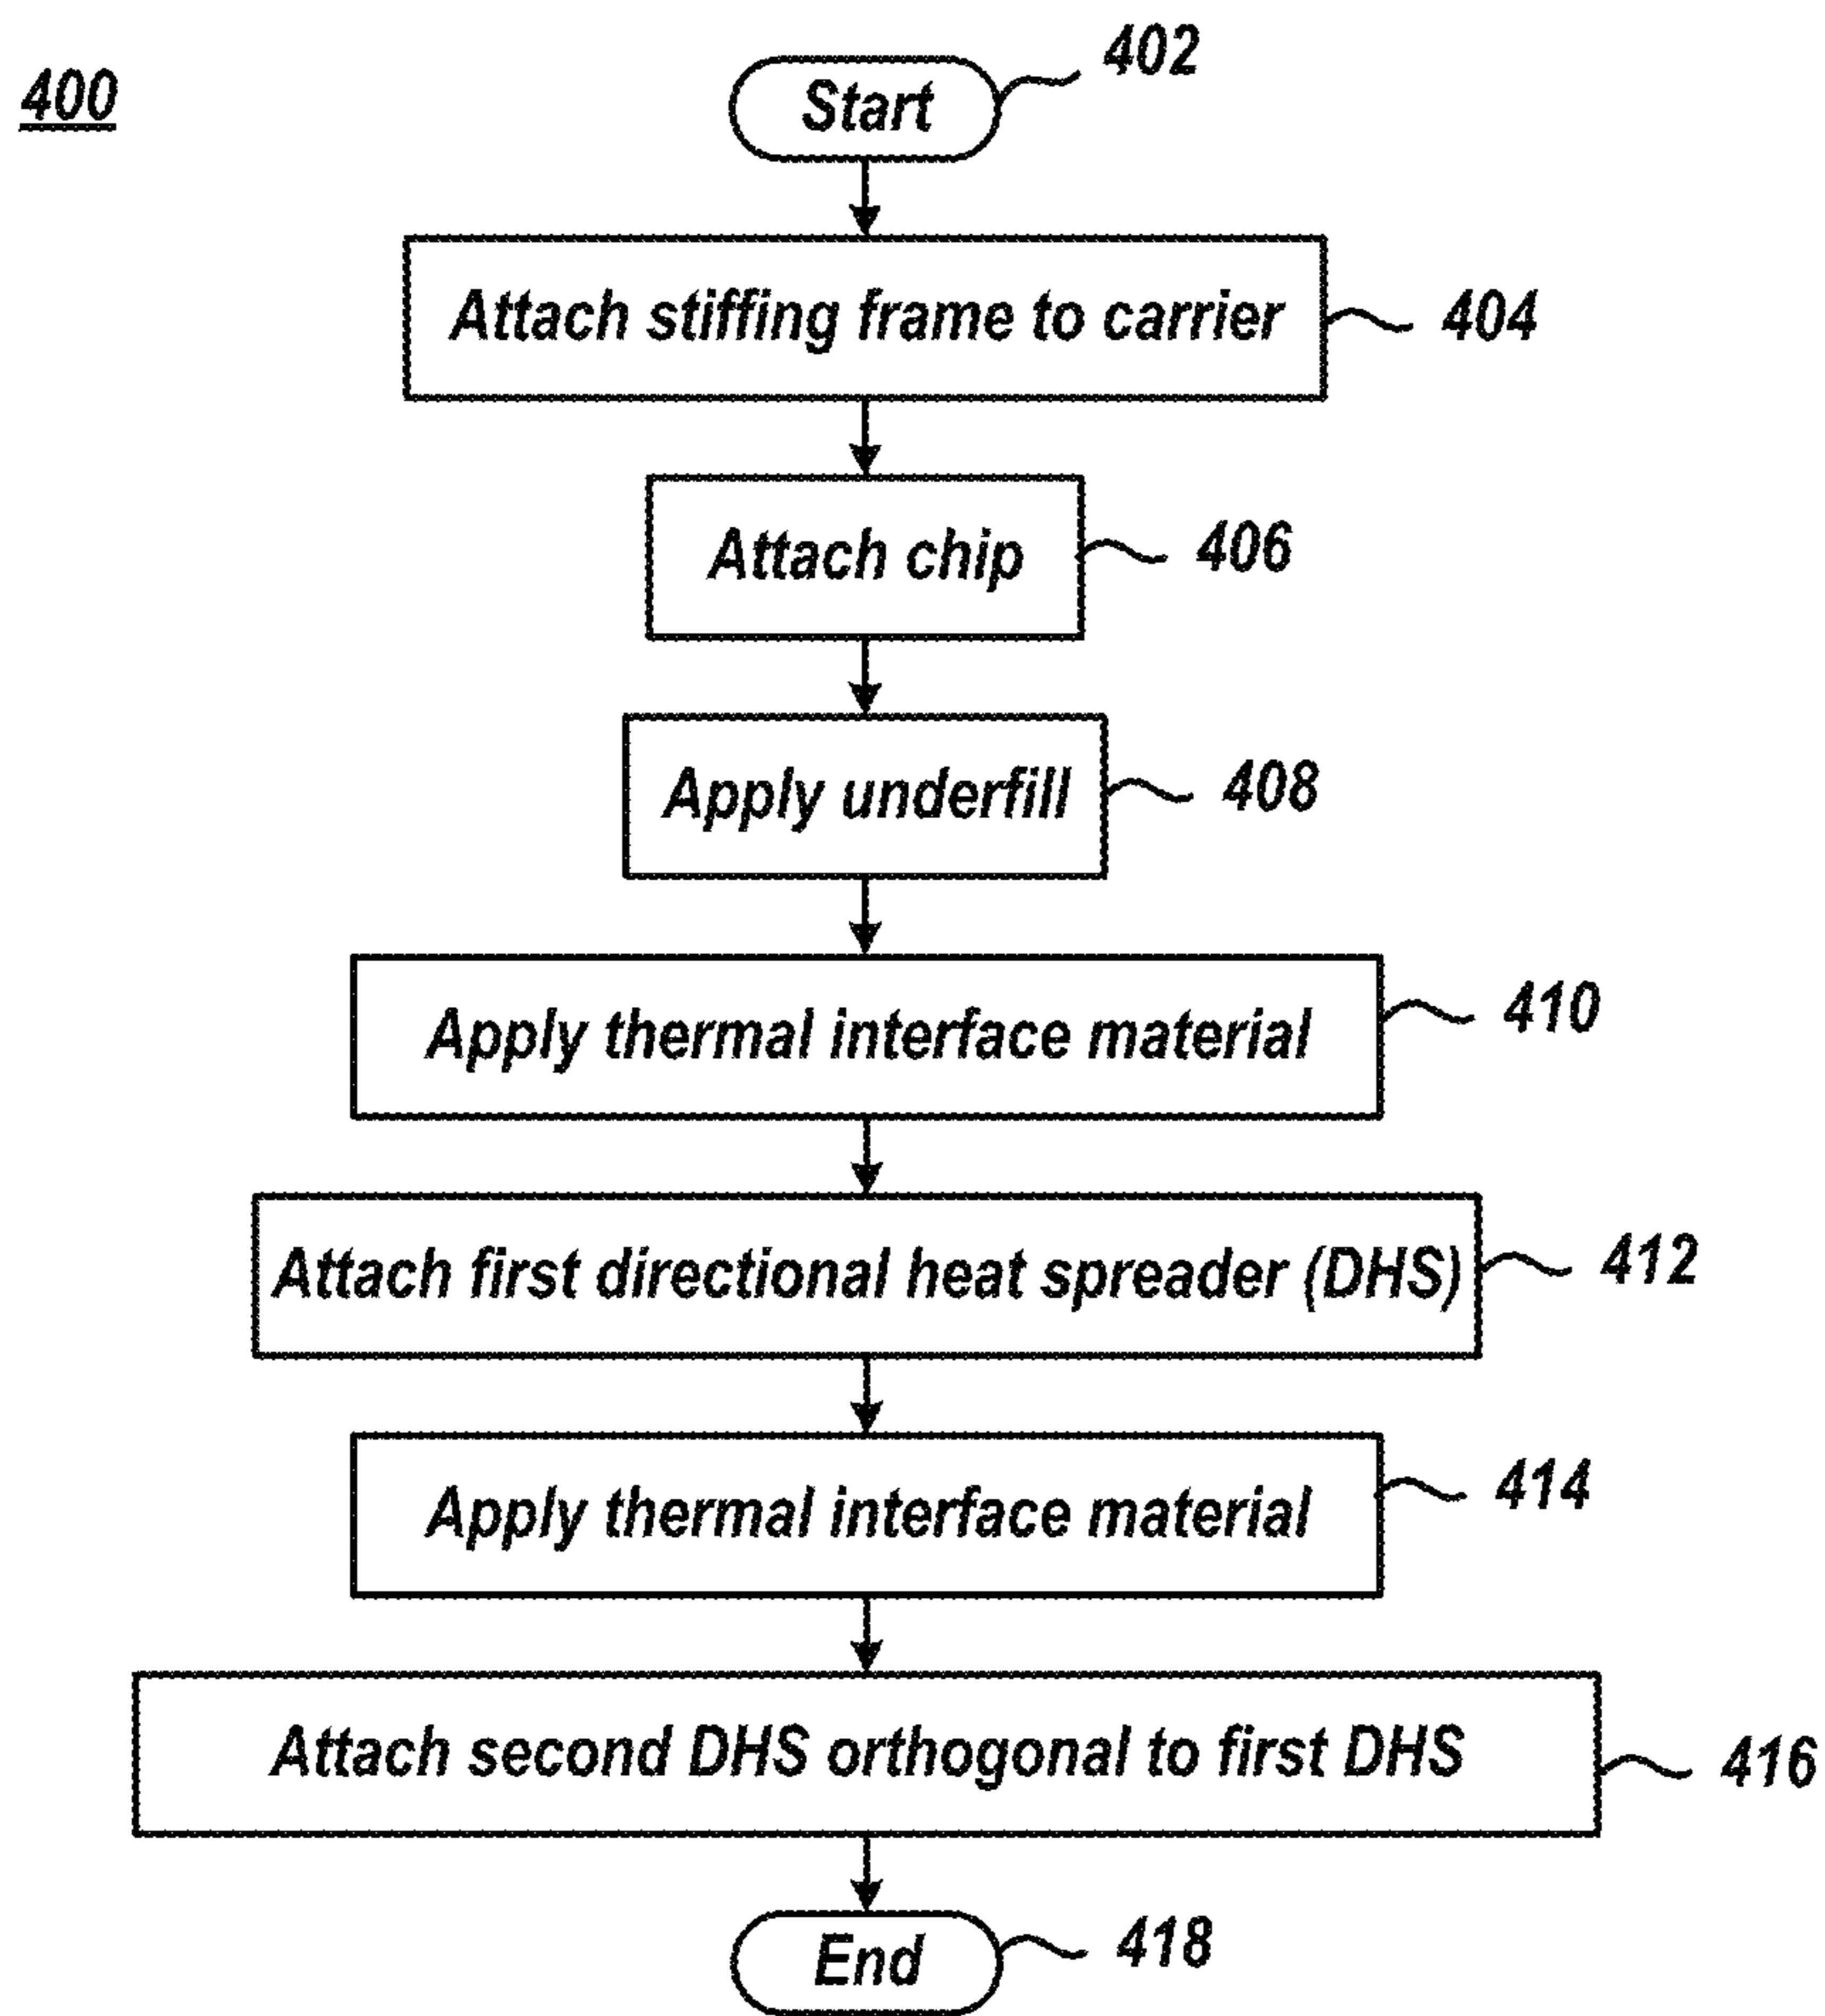 400
Start 402
Attach stiffing frame to carrier 404
Attach chip 406
Apply underfill 408
Apply thermal interface material 410
Attach first directional heat spreader (DHS) 412
Apply thermal interface material 414
Attach second DHS orthogonal to first DHS 416
End 418